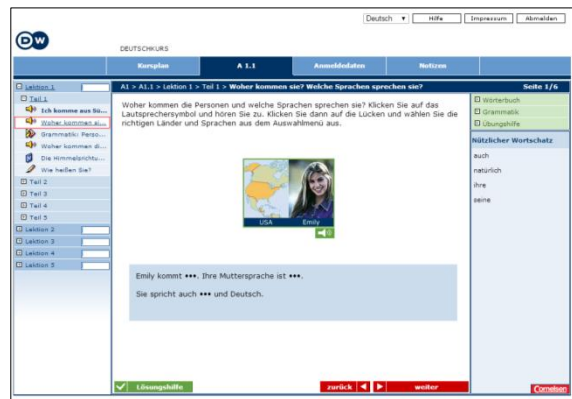 Deutsch Hilfe Impressum Abmelden
DW
DEUTSCHKURS
Kursplan A 1.1 Anmeldedaten Notizen
Lektion 1
Teil 1
Ich komme aus Sü...
Woher kommen si...
Grammatik: Perso...
Woher kommen di...
Die Himmelsrichtu...
Wie heißen Sie?
Teil 2
Teil 3
Teil 4
Teil 5
Lektion 2
Lektion 3
Lektion 4
Lektion 5
A1 > A1.1 > Lektion 1 > Teil 1 > Woher kommen sie? Welche Sprachen sprechen sie? Seite 1/6
Woher kommen die Personen und welche Sprachen sprechen sie? Klicken Sie auf das
Lautsprechersymbol und hören Sie zu. Klicken Sie dann auf die Lücken und wählen Sie die
richtigen Länder und Sprachen aus dem Auswahlmenü aus.
USA Emily
Emily kommt •••. Ihre Muttersprache ist •••.
Sie spricht auch ••• und Deutsch.
Lösungshilfe zurück weiter
Wörterbuch
Grammatik
Übungshilfe
Nützlicher Wortschatz
auch
natürlich
ihre
seine
Cornelsen